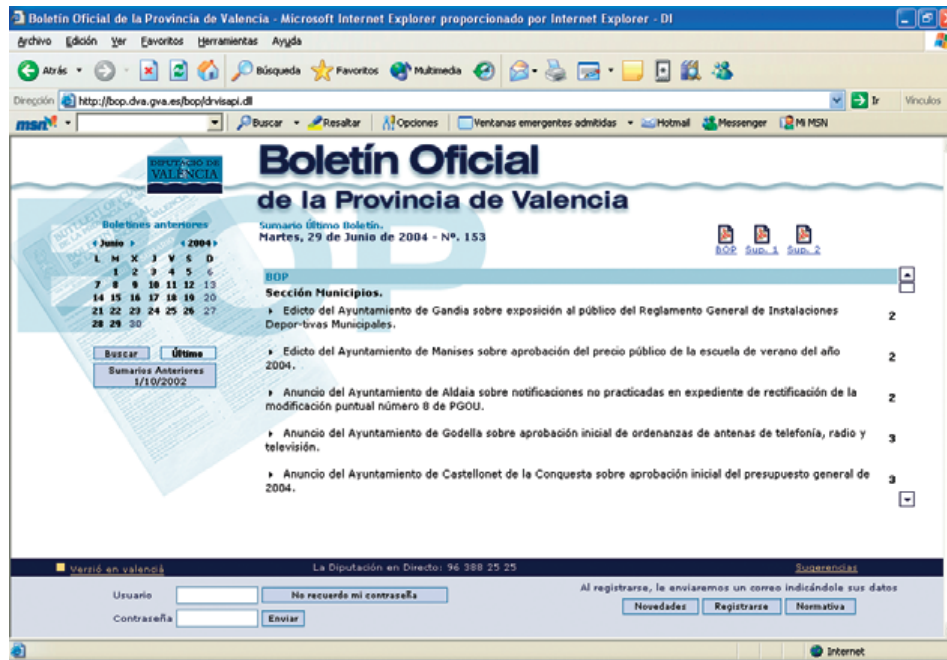 Boletín Oficial de la Provincia de Valencia - Microsoft Internet Explorer proporcionado por Internet Explorer - DI
Archivo Edición Ver Favoritos Herramientas Ayuda
Atrás Búsqueda Favoritos Multimedia
Dirección http://bop.dva.gva.es/bop/drvisapi.dll Ir Vínculos
msn Buscar Resaltar Opciones Ventanas emergentes admitidas Hotmail Messenger Mi MSN
DIPUTACIÓ DE
VALÈNCIA
Boletín Oficial
de la Provincia de Valencia
BOP
Boletines anteriores
Junio 2004
L M X J V S D
1 2 3 4 5 6
7 8 9 10 11 12 13
14 15 16 17 18 19 20
21 22 23 24 25 26 27
28 29 30
Buscar Último
Sumarios Anteriores
1/10/2002
Sumario Último Boletín.
Martes, 29 de Junio de 2004 - Nº. 153
BOP Sup. 1 Sup. 2
BOP
Sección Municipios.
Edicto del Ayuntamiento de Gandia sobre exposición al público del Reglamento General de Instalaciones
Depor-tivas Municipales. 2
Edicto del Ayuntamiento de Manises sobre aprobación del precio público de la escuela de verano del año
2004. 2
Anuncio del Ayuntamiento de Aldaia sobre notificaciones no practicadas en expediente de rectificación de la
modificación puntual número 8 de PGOU. 2
Anuncio del Ayuntamiento de Godella sobre aprobación inicial de ordenanzas de antenas de telefonía, radio y
televisión. 3
Anuncio del Ayuntamiento de Castellonet de la Conquesta sobre aprobación inicial del presupuesto general de
2004. 3
Versió en valencià La Diputación en Directo: 96 388 25 25 Sugerencias
Usuario No recuerdo mi contraseña
Contraseña Enviar
Al registrarse, le enviaremos un correo indicándole sus datos
Novedades Registrarse Normativa
Internet